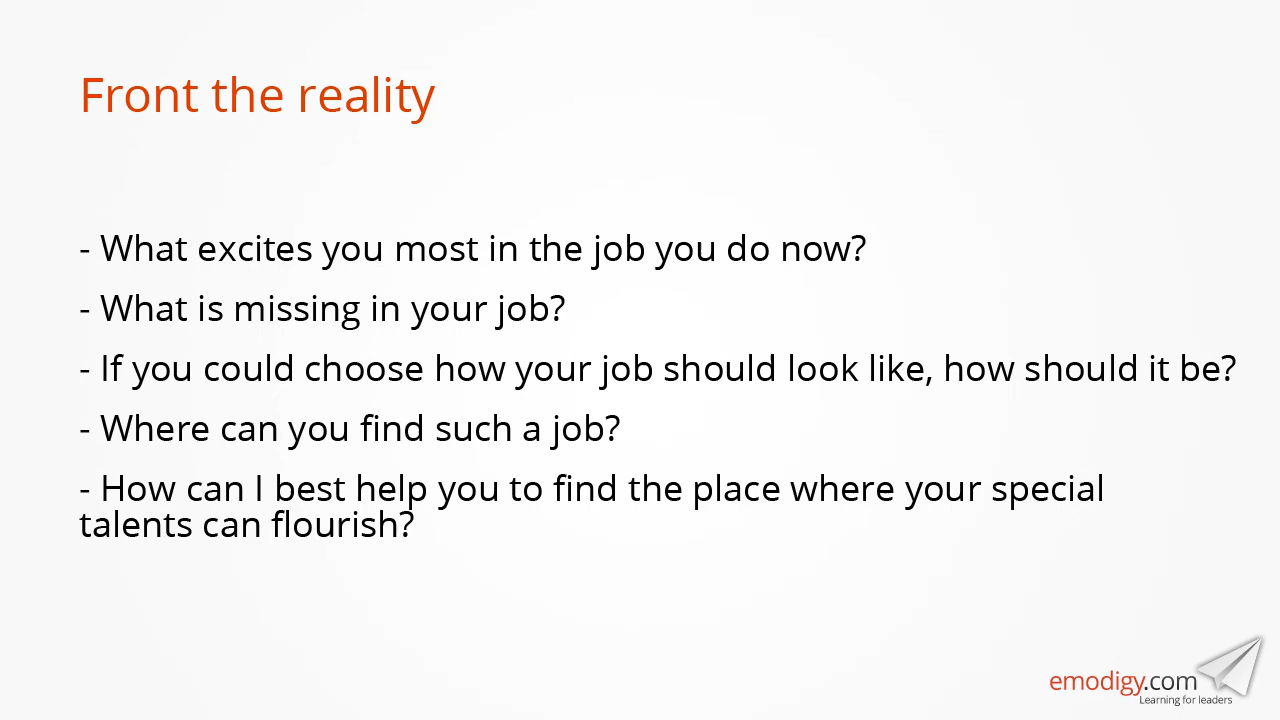 Front the reality
- What excites you most in the job you do now?
- What is missing in your job?
- If you could choose how your job should look like, how should it be?
- Where can you find such a job?
- How can I best help you to find the place where your special
talents can flourish?
emodigy.com
Learning for leaders